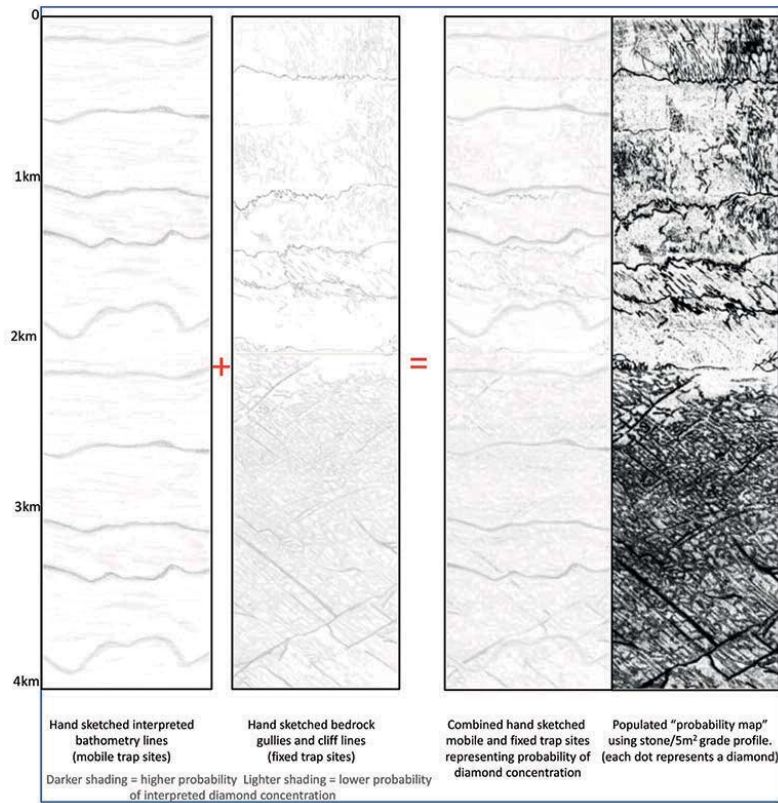 0
1km
2km
3km
4km
+
=
Hand sketched interpreted
bathometry lines
(mobile trap sites)
Hand sketched bedrock
gullies and cliff lines
(fixed trap sites)
Combined hand sketched
mobile and fixed trap sites
representing probability of
diamond concentration
Populated “probability map”
using stone/5m² grade profile.
(each dot represents a diamond)
Darker shading = higher probability Lighter shading = lower probability
of interpreted diamond concentration